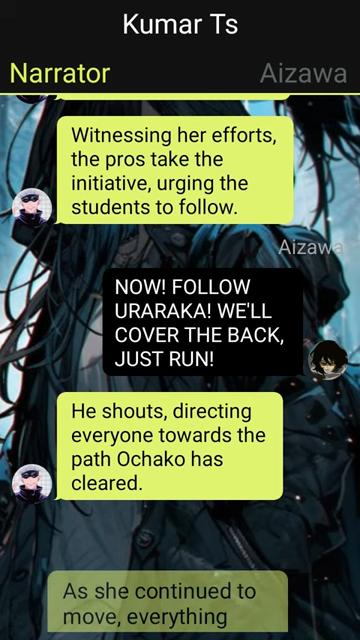 Kumar Ts
Narrator
Aizawa
Witnessing her efforts,
the pros take the
initiative, urging the
students to follow.
Aizawa
NOW! FOLLOW
URARAKA! WE'LL
COVER THE BACK,
JUST RUN!
He shouts, directing
everyone towards the
path Ochako has
cleared.
As she continued to
move, everything